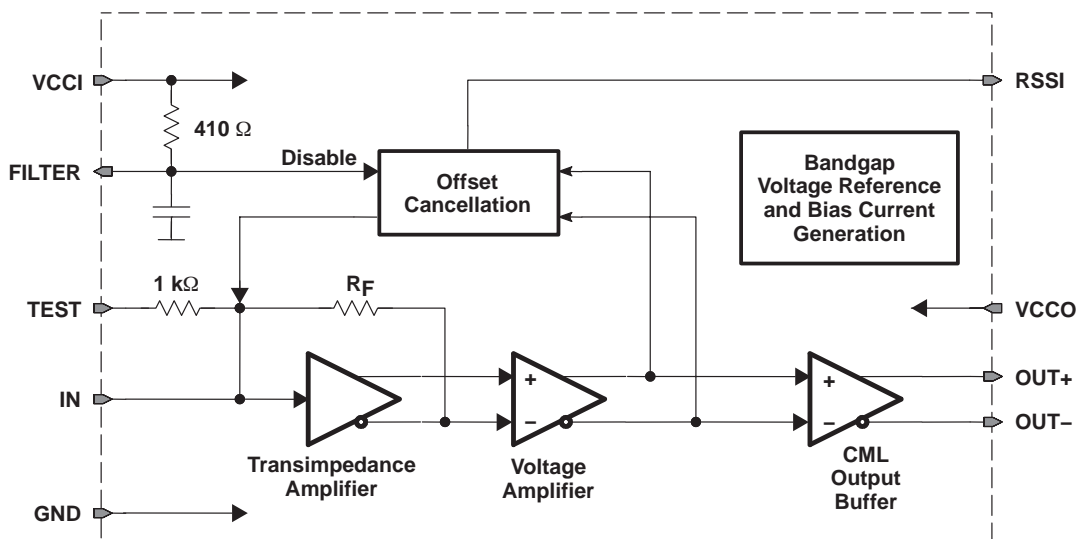 VCCI
RSSI
410 Ω
FILTER
Disable
Offset
Cancellation
Bandgap
Voltage Reference
and Bias Current
Generation
1 kΩ
RF
TEST
VCCO
IN
+
−
+
−
OUT+
OUT−
Transimpedance
Amplifier
Voltage
Amplifier
CML
Output
Buffer
GND